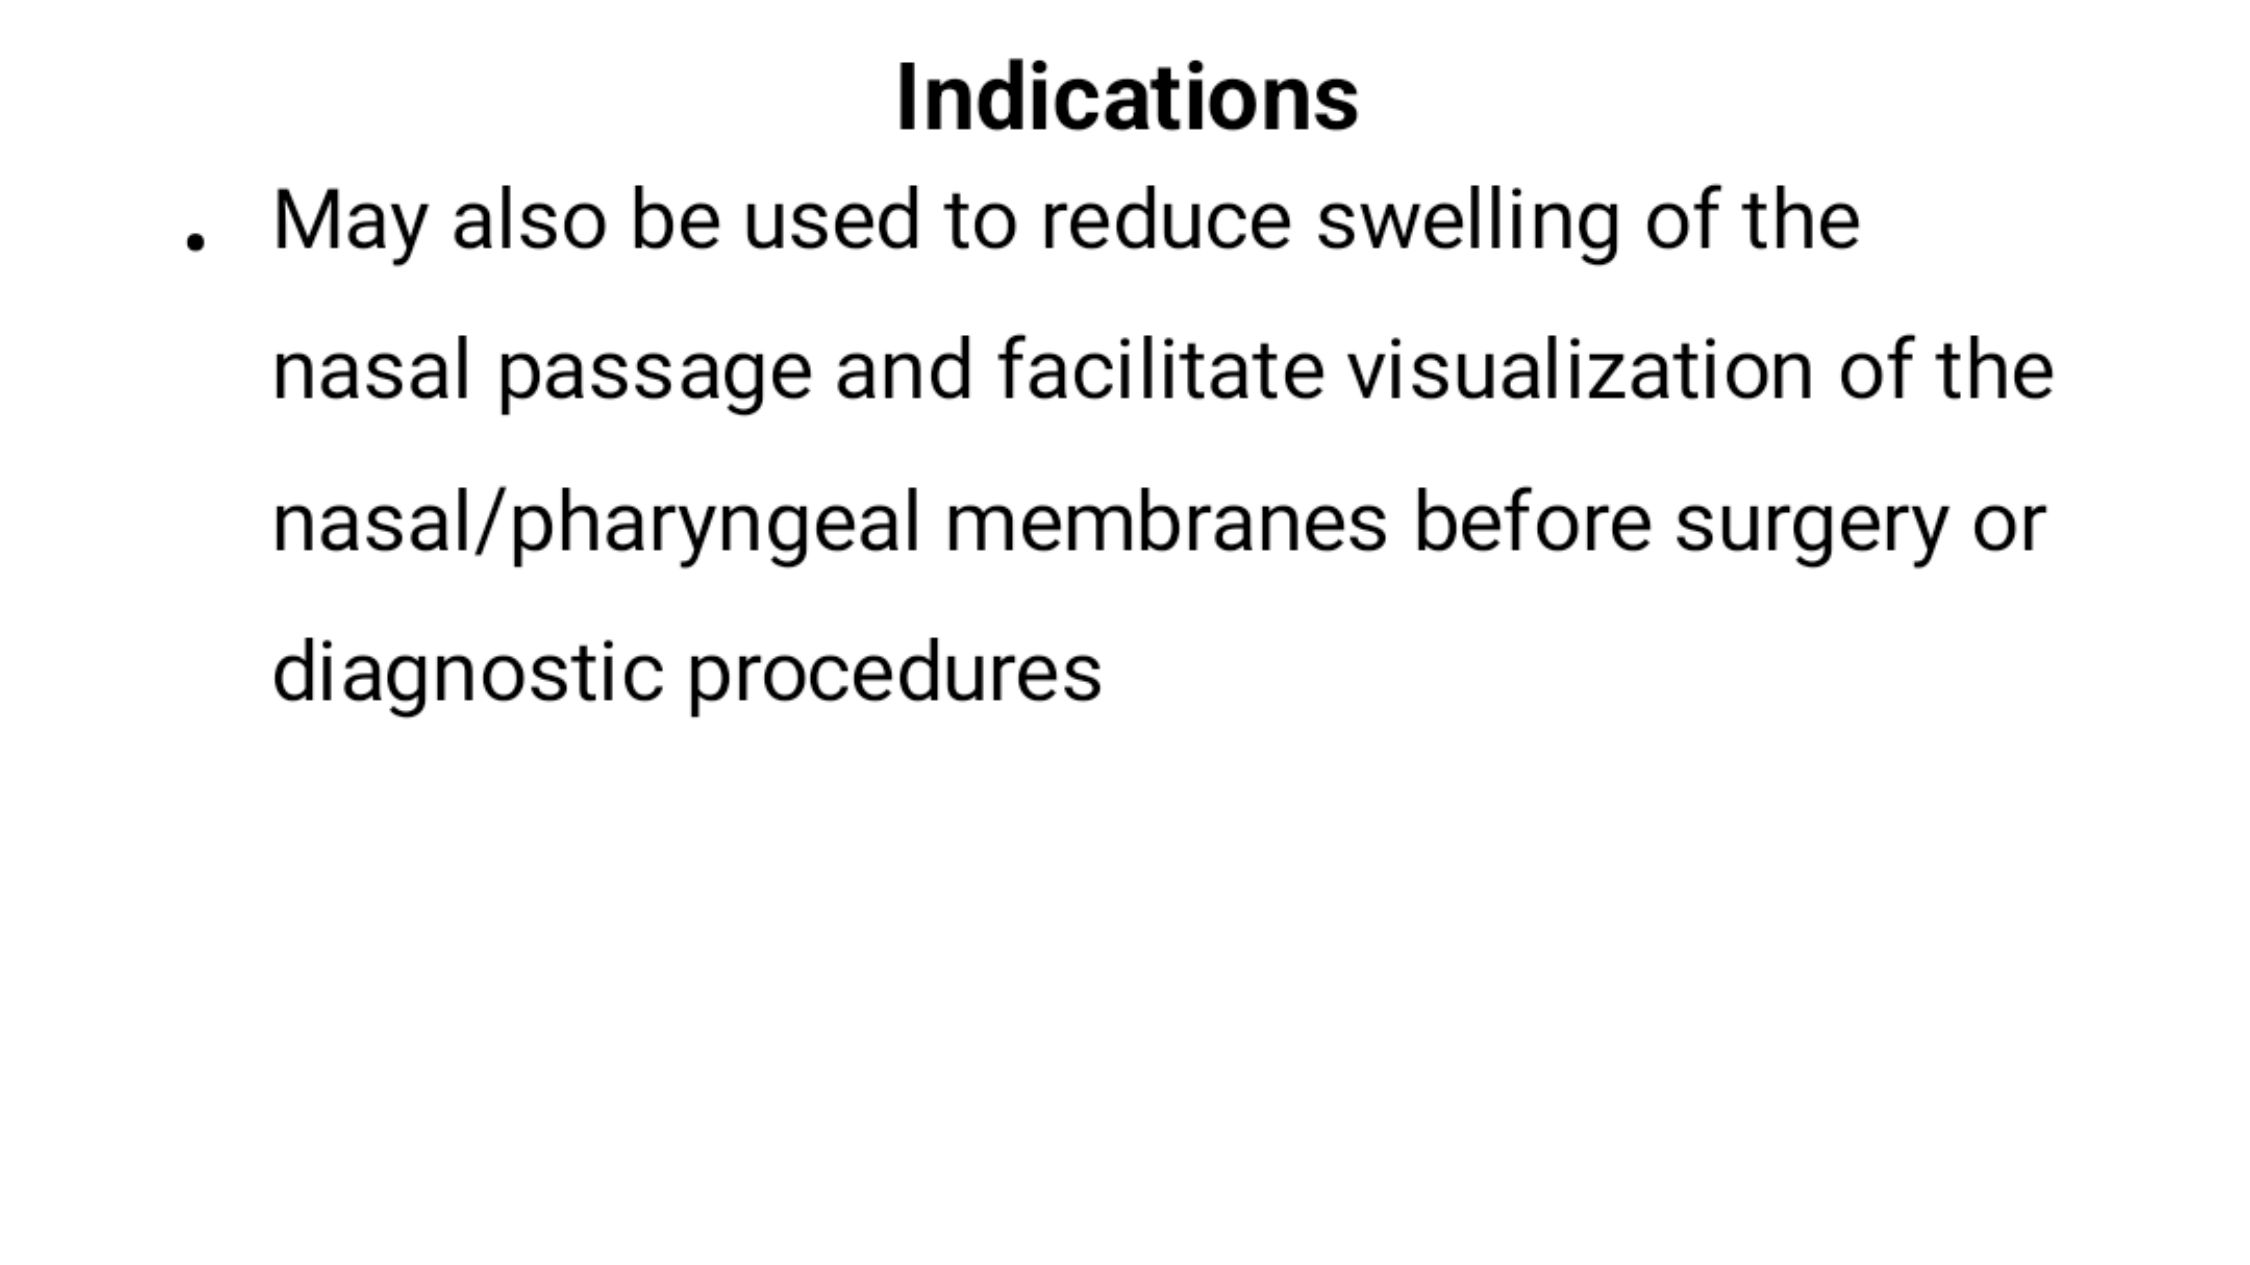 Indications
. May also be used to reduce swelling of the
nasal passage and facilitate visualization of the
nasal/pharyngeal membranes before surgery or
diagnostic procedures